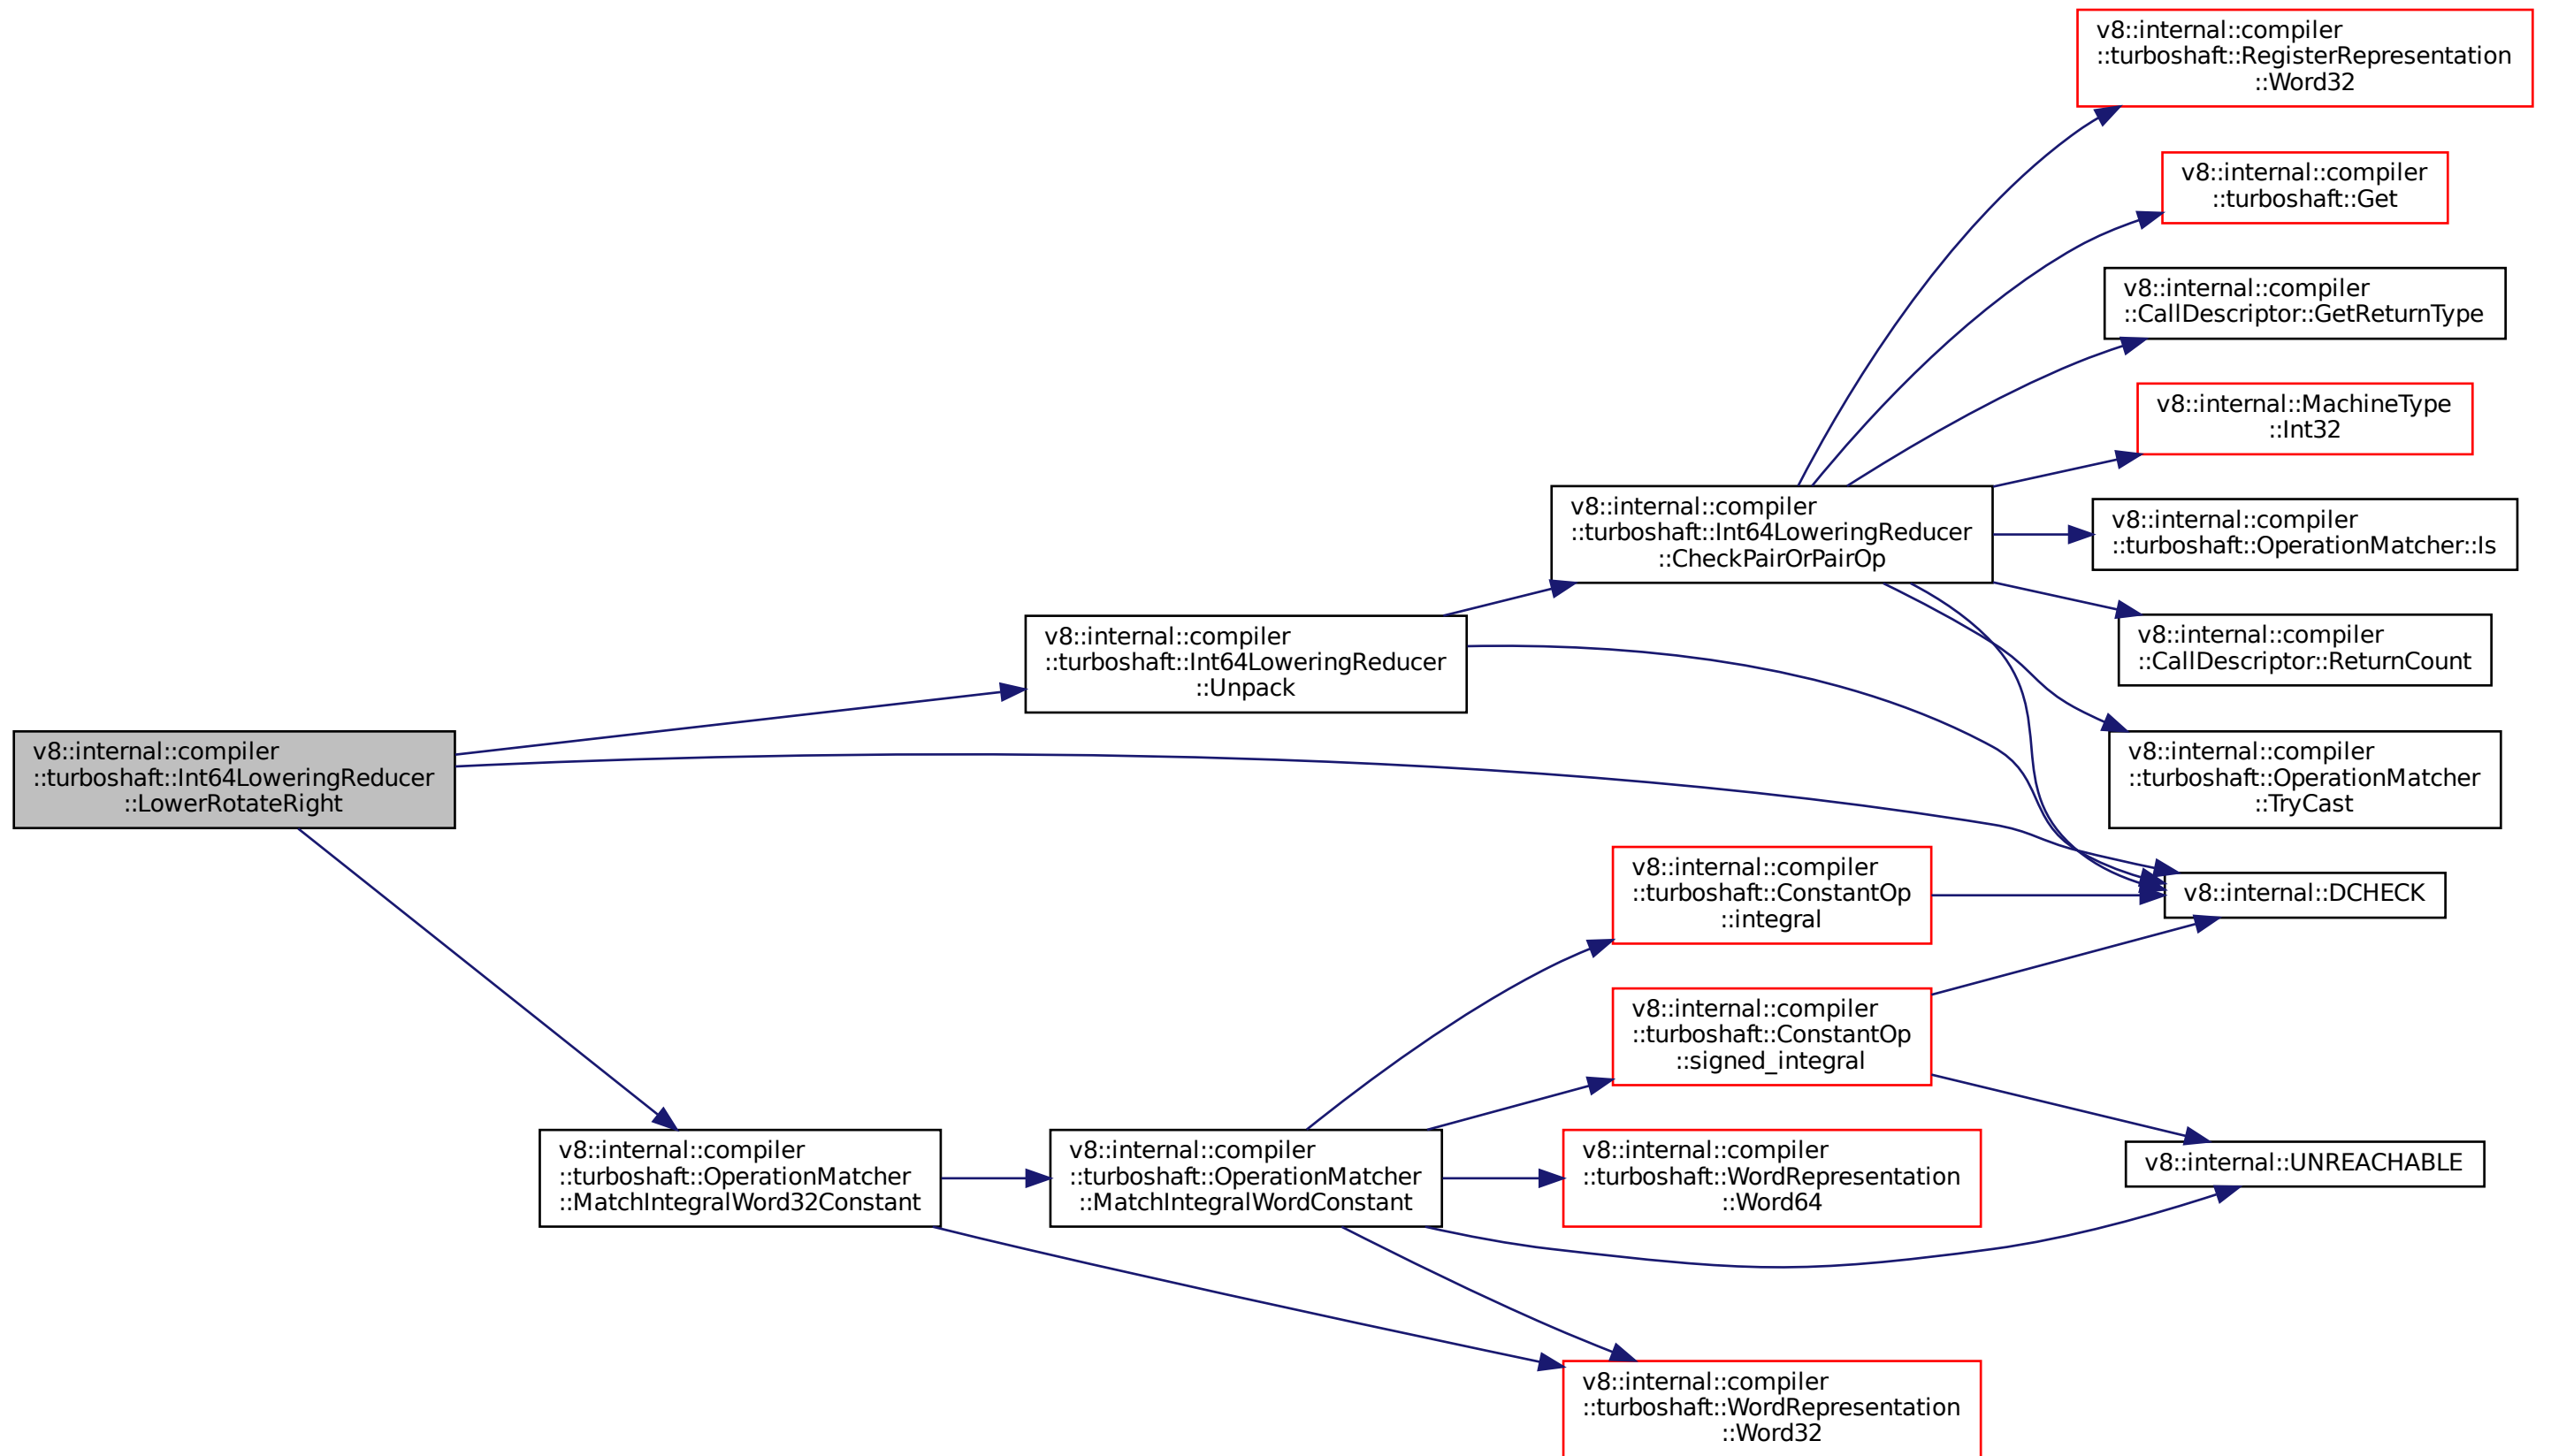 v8::internal::compiler
::turboshaft::RegisterRepresentation
::Word32
v8::internal::compiler
::turboshaft::Get
v8::internal::compiler
::CallDescriptor::GetReturnType
v8::internal::MachineType
::Int32
v8::internal::compiler
::turboshaft::Int64LoweringReducer
::CheckPairOrPairOp
v8::internal::compiler
::turboshaft::OperationMatcher::Is
v8::internal::compiler
::CallDescriptor::ReturnCount
v8::internal::compiler
::turboshaft::Int64LoweringReducer
::Unpack
v8::internal::compiler
::turboshaft::Int64LoweringReducer
::LowerRotateRight
v8::internal::compiler
::turboshaft::OperationMatcher
::TryCast
v8::internal::compiler
::turboshaft::ConstantOp
::integral
v8::internal::DCHECK
v8::internal::compiler
::turboshaft::ConstantOp
::signed_integral
v8::internal::compiler
::turboshaft::OperationMatcher
::MatchIntegralWord32Constant
v8::internal::compiler
::turboshaft::OperationMatcher
::MatchIntegralWordConstant
v8::internal::compiler
::turboshaft::WordRepresentation
::Word64
v8::internal::UNREACHABLE
v8::internal::compiler
::turboshaft::WordRepresentation
::Word32